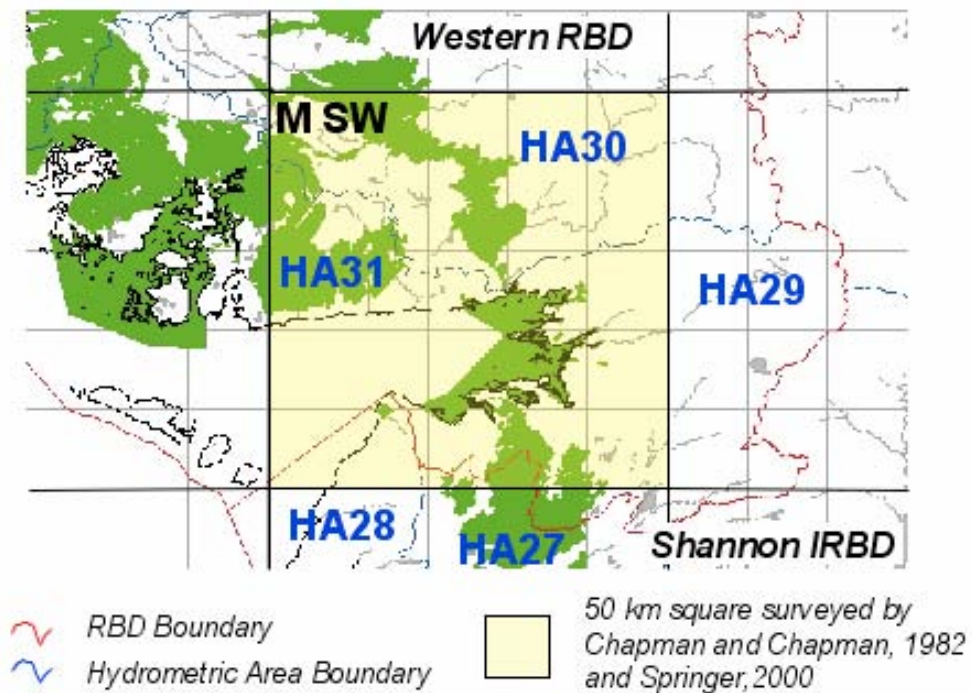 Western RBD
M SW
HA30
HA31
HA29
HA28
HA27
Shannon IRBD
RBD Boundary
Hydrometric Area Boundary
50 km square surveyed by
Chapman and Chapman, 1982
and Springer, 2000